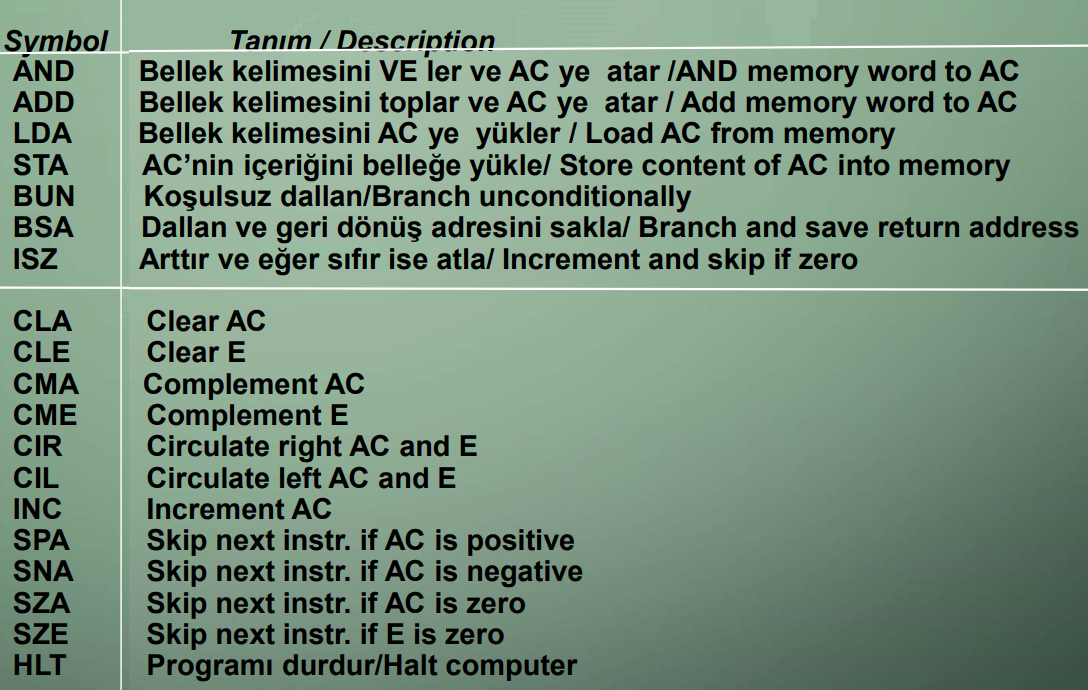 Symbol Tanım / Description
AND Bellek kelimesini VE ler ve AC ye atar /AND memory word to AC
ADD Bellek kelimesini toplar ve AC ye atar / Add memory word to AC
LDA Bellek kelimesini AC ye yükler / Load AC from memory
STA AC’nin içeriğini belleğe yükle/ Store content of AC into memory
BUN Koşulsuz dallan/Branch unconditionally
BSA Dallan ve geri dönüş adresini sakla/ Branch and save return address
ISZ Arttır ve eğer sıfır ise atla/ Increment and skip if zero
CLA Clear AC
CLE Clear E
CMA Complement AC
CME Complement E
CIR Circulate right AC and E
CIL Circulate left AC and E
INC Increment AC
SPA Skip next instr. if AC is positive
SNA Skip next instr. if AC is negative
SZA Skip next instr. if AC is zero
SZE Skip next instr. if E is zero
HLT Programı durdur/Halt computer